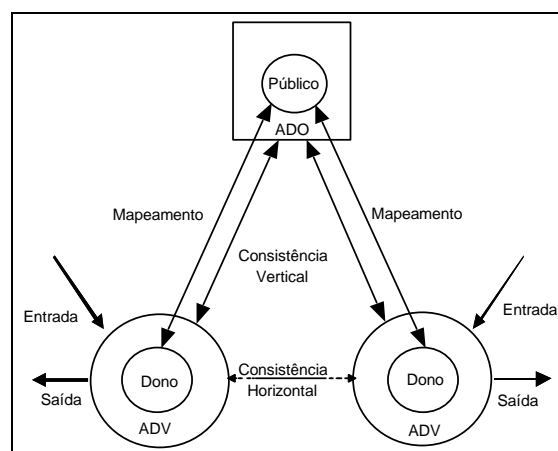 Público
ADO
Mapeamento
Mapeamento
Consistência
Vertical
Entrada
Entrada
Consistência
Horizontal
Dono
Dono
Saída
Saída
ADV
ADV